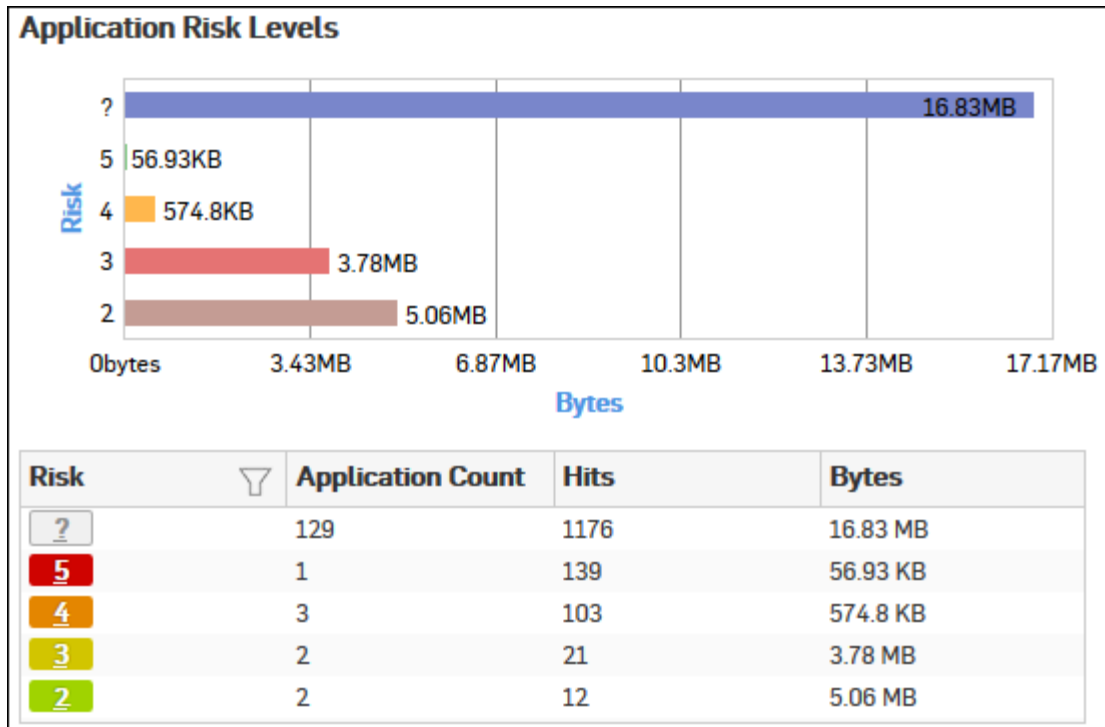 Application Risk Levels
? 16.83MB
5 56.93KB
4 574.8KB
3 3.78MB
2 5.06MB
Risk
0bytes 3.43MB 6.87MB 10.3MB 13.73MB 17.17MB
Bytes
Risk Application Count Hits Bytes
? 129 1176 16.83 MB
5 1 139 56.93 KB
4 3 103 574.8 KB
3 2 21 3.78 MB
2 2 12 5.06 MB